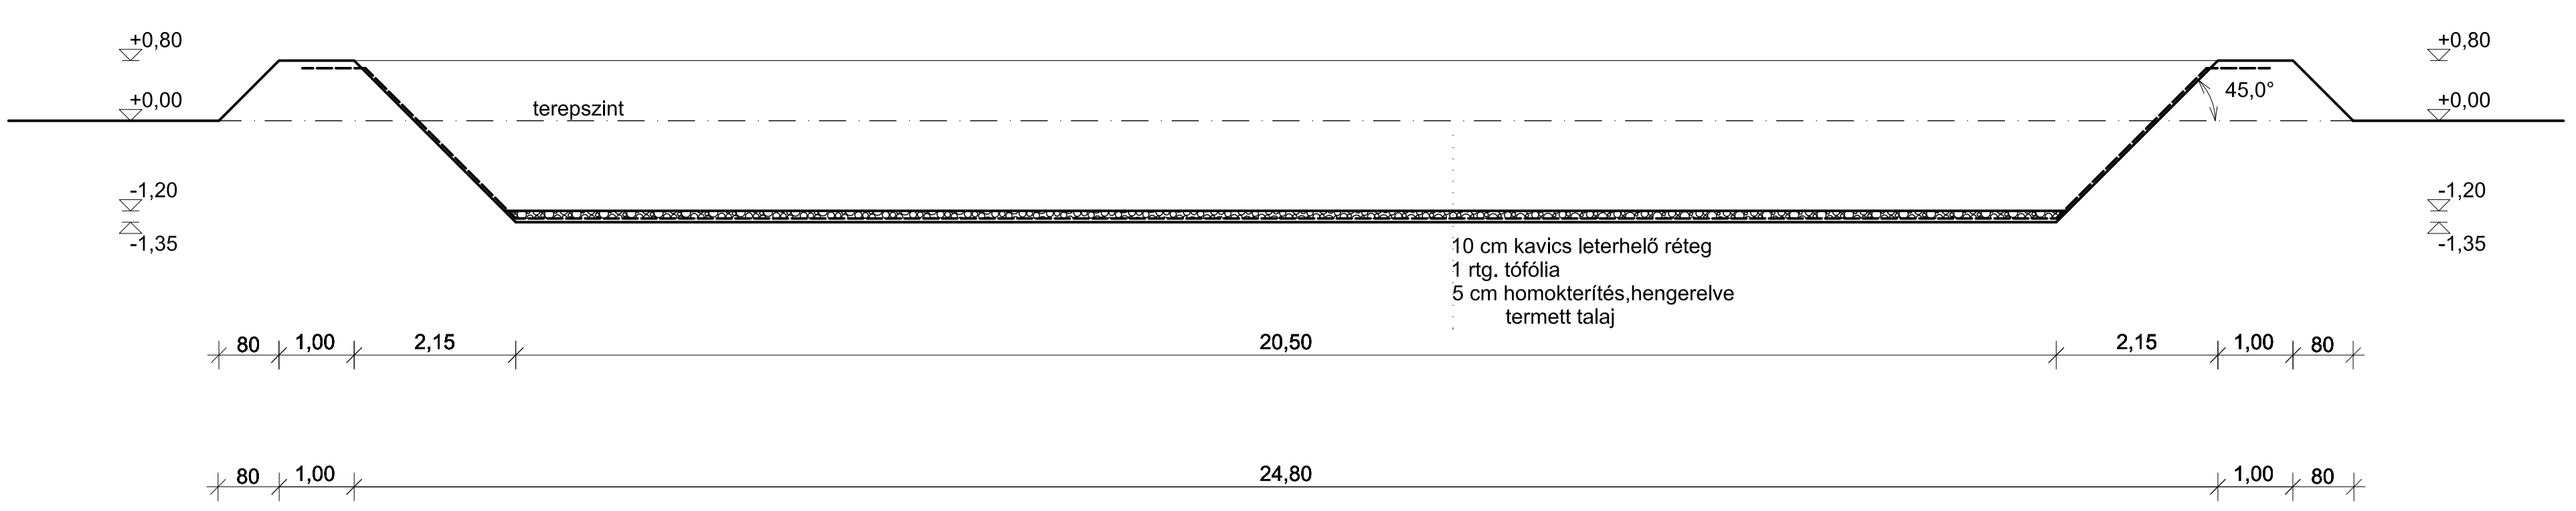 +0,80
+0,80
45,0°
+0,00
terepszint
+0,00
-1,20
-1,20
-1,35
-1,35
10 cm kavics leterhelő réteg
1 rtg. tófólia
5 cm homokterítés,hengerelve
termett talaj
80 1,00 2,15 20,50 2,15 1,00 80
80 1,00 24,80 1,00 80